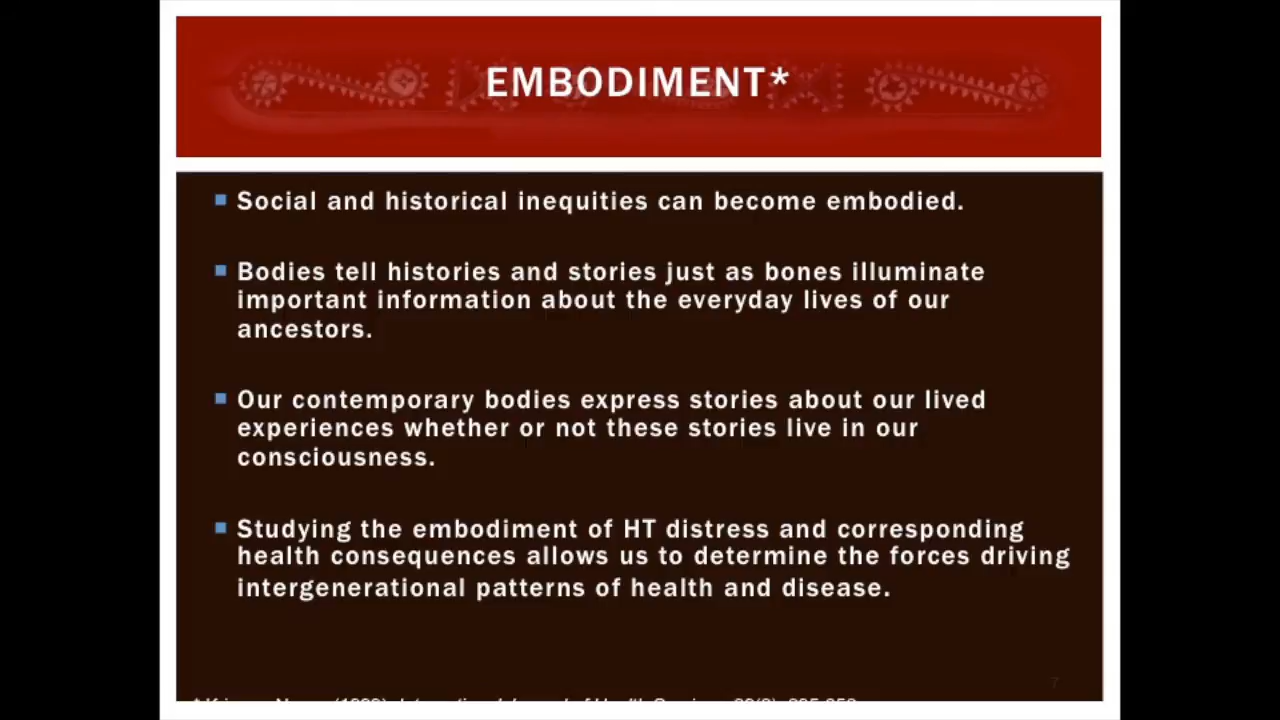 EMBODIMENT*
Social and historical inequities can become embodied.
Bodies tell histories and stories just as bones illuminate
important information about the everyday lives of our
ancestors.
Our contemporary bodies express stories about our lived
experiences whether or not these stories live in our
consciousness.
Studying the embodiment of HT distress and corresponding
health consequences allows us to determine the forces driving
intergenerational patterns of health and disease.
7